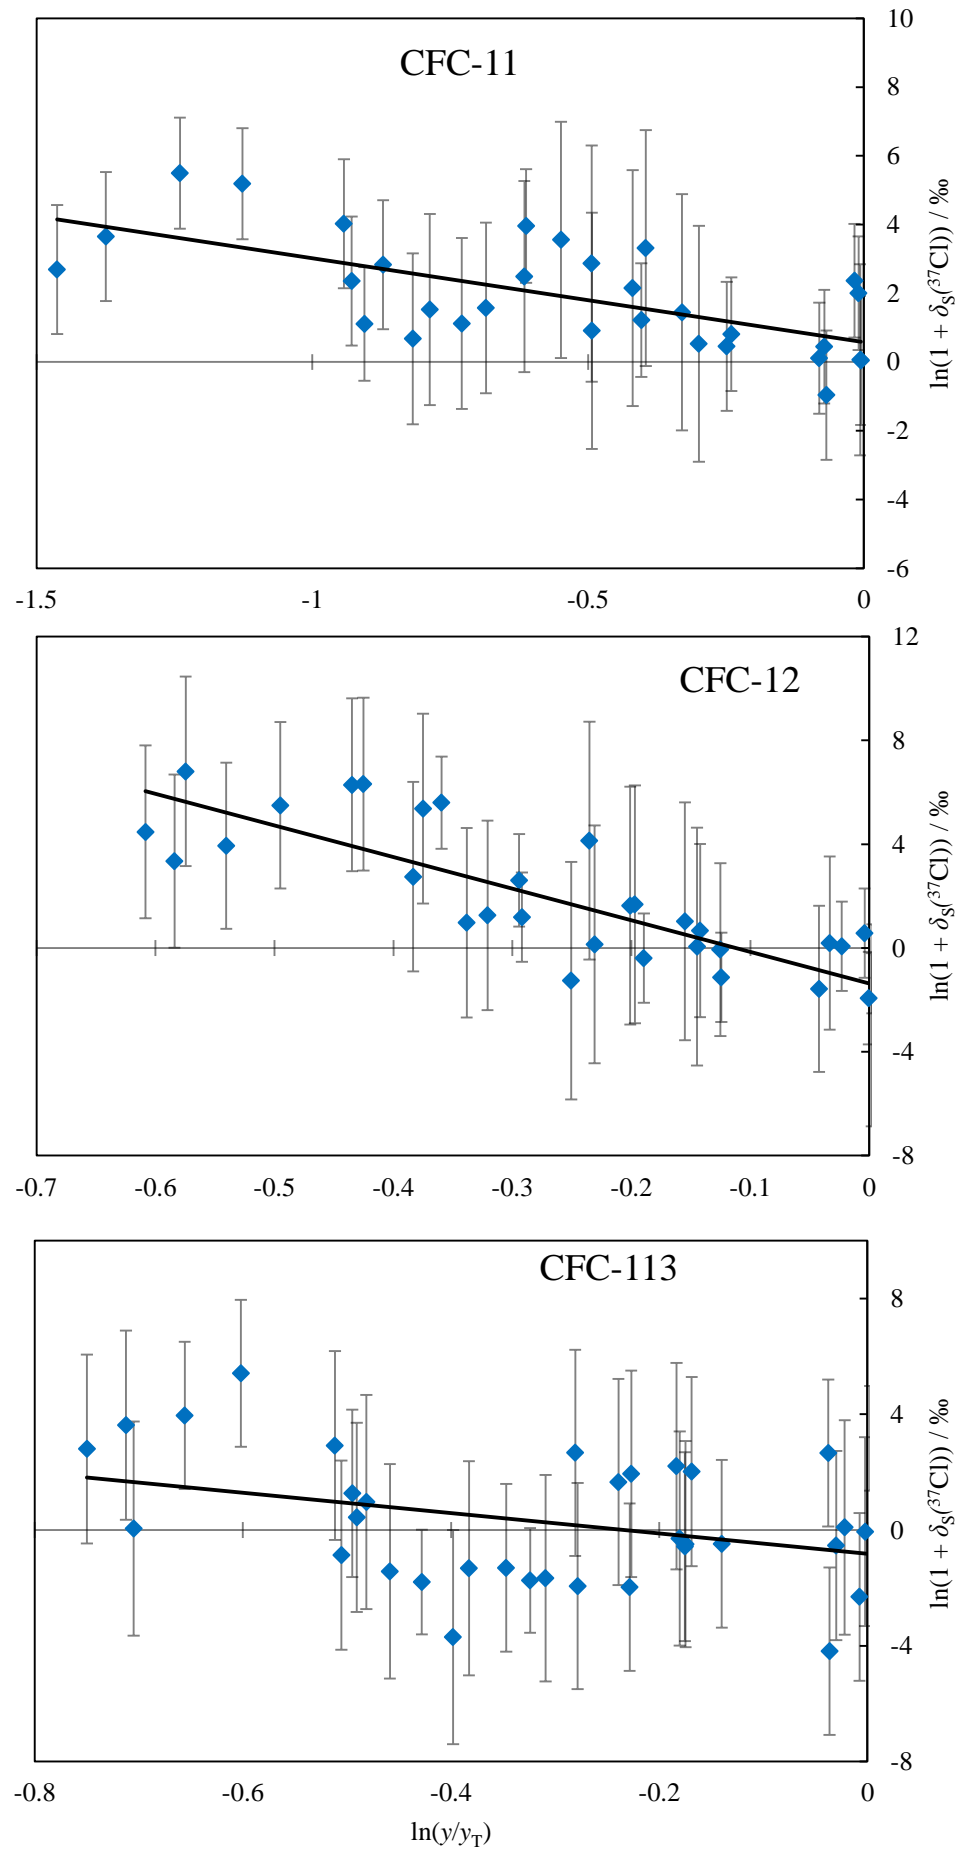 CFC-11
10
8
6
4
2
0
-2
-4
-6
ln(1 + δS(37Cl)) / ‰
-1.5 -1 -0.5 0
CFC-12
12
8
4
0
-4
-8
ln(1 + δS(37Cl)) / ‰
-0.7 -0.6 -0.5 -0.4 -0.3 -0.2 -0.1 0
CFC-113
8
4
0
-4
-8
ln(1 + δS(37Cl)) / ‰
-0.8 -0.6 -0.4 -0.2 0
ln(y/yT)